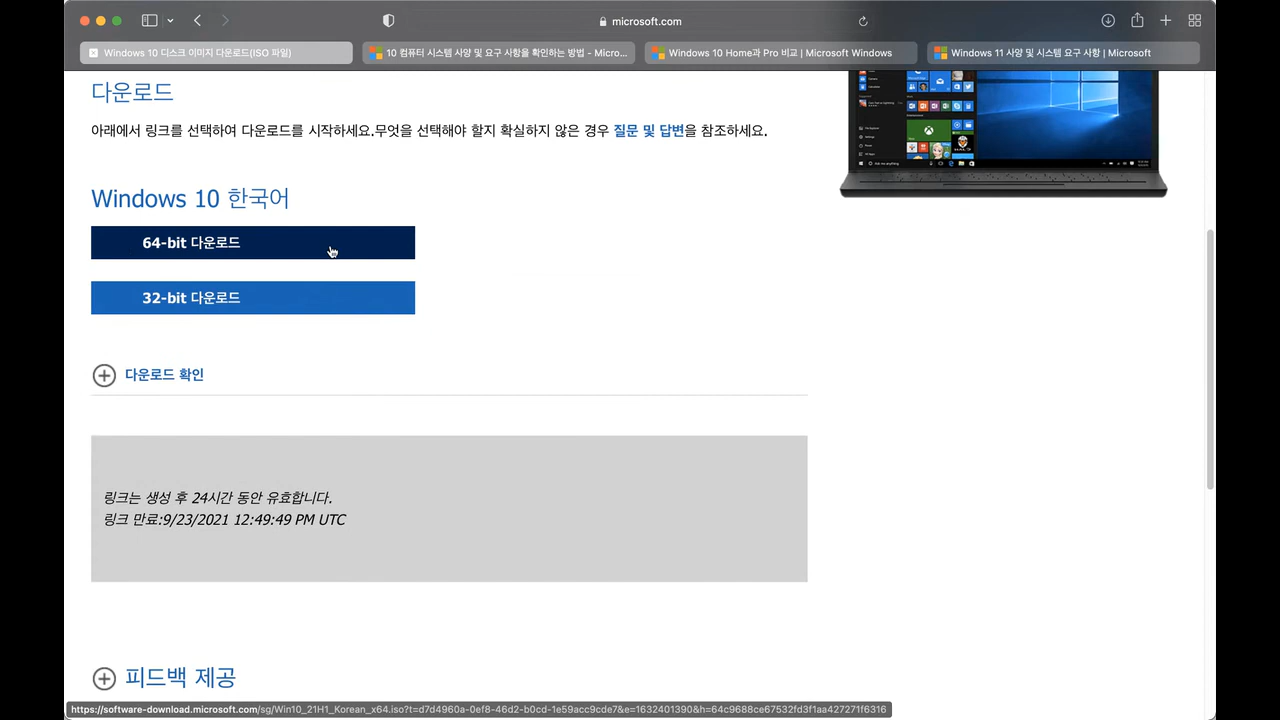 microsoft.com
Windows 10 디스크 이미지 다운로드(ISO 파일)
10 컴퓨터 시스템 사양 및 요구 사항을 확인하는 방법 - Micro...
Windows 10 Home과 Pro 비교 | Microsoft Windows
Windows 11 사양 및 시스템 요구 사항 | Microsoft
다운로드
아래에서 링크를 선택하여 다운로드를 시작하세요.무엇을 선택해야 할지 확실하지 않은 경우 질문 및 답변을 참조하세요.
Windows 10 한국어
64-bit 다운로드
32-bit 다운로드
다운로드 확인
링크는 생성 후 24시간 동안 유효합니다.
링크 만료:9/23/2021 12:49:49 PM UTC
피드백 제공
https://software-download.microsoft.com/sg/Win10_21H1_Korean_x64.iso?t=d7d4960a-0ef8-46d2-b0cd-1e59acc9cde7&e=1632401390&h=64c9688ce67532fd3f1aa427271f6316